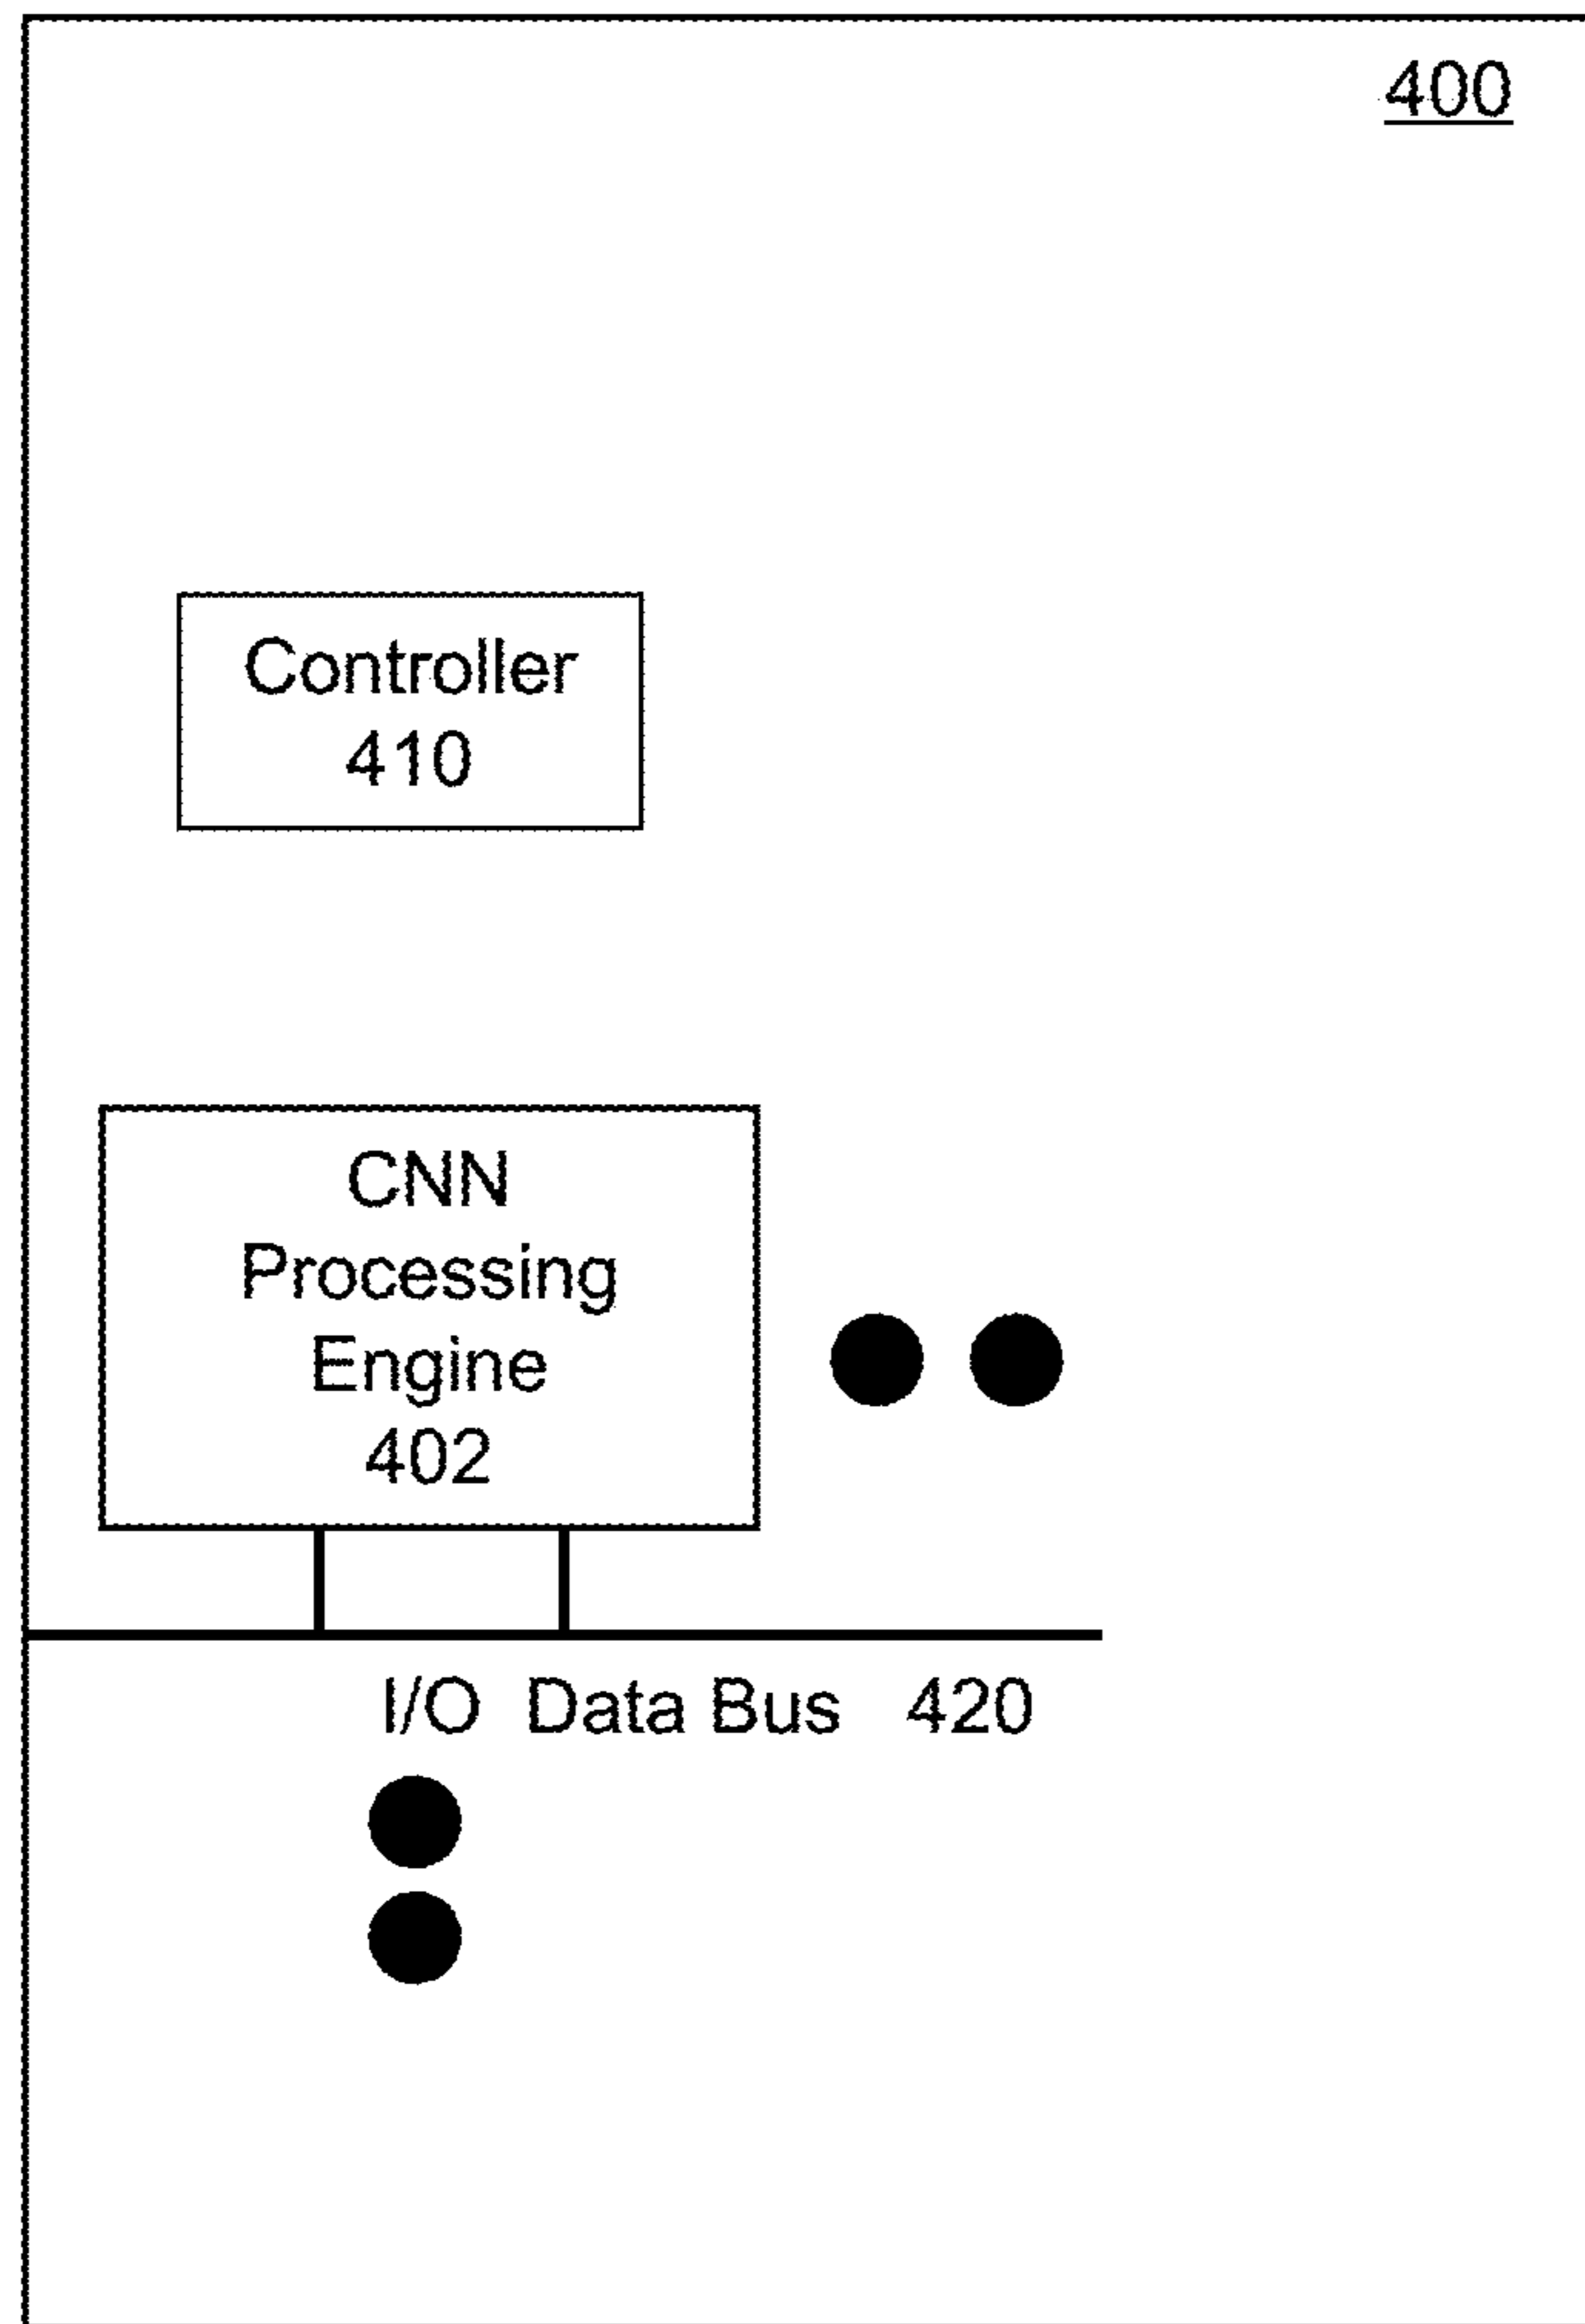 400
Controller
410
CNN
Processing
Engine
402
I/O Data Bus 420